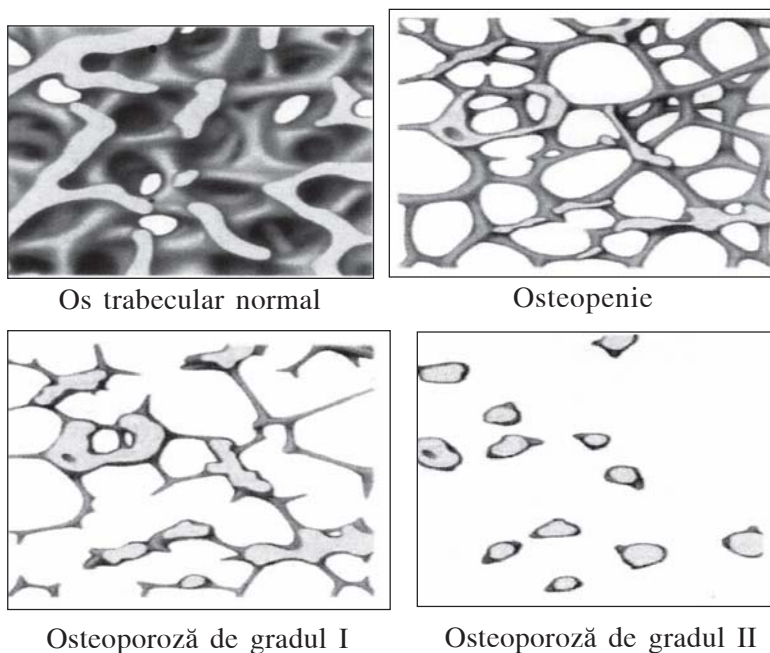 Os trabecular normal
Osteopenie
Osteoporoză de gradul I
Osteoporoză de gradul II